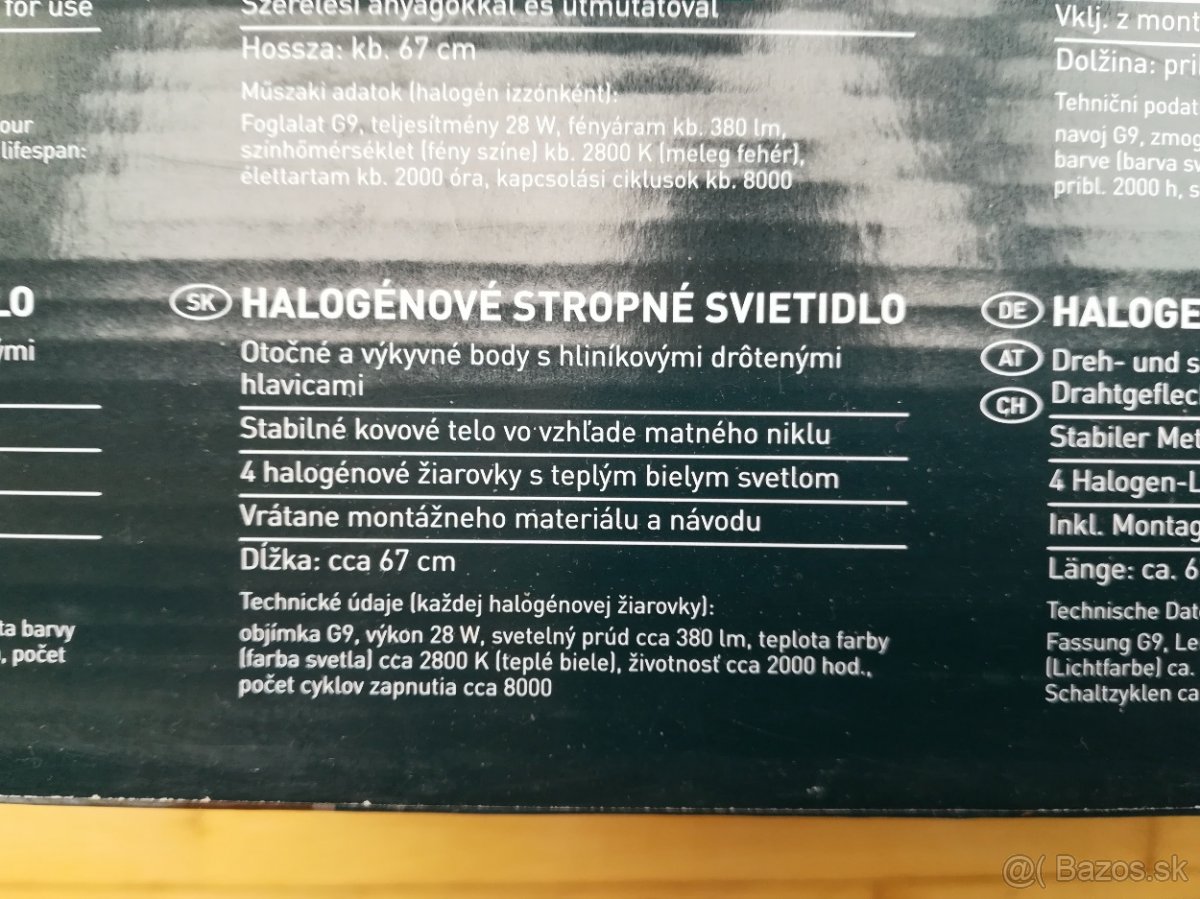 for use
our
lifespan:
LO
ými
ta barvy
, počet
Szerelési anyagokkal és útmutatóval
Hossza: kb. 67 cm
Műszaki adatok (halogén izzónként):
Foglalat G9, teljesítmény 28 W, fényáram kb. 380 lm,
színhőmérséklet (fény színe) kb. 2800 K (meleg fehér),
élettartam kb. 2000 óra, kapcsolási ciklusok kb. 8000
SK HALOGÉNOVÉ STROPNÉ SVIETIDLO
Otočné a výkyvné body s hliníkovými drôtenými
hlavicami
Stabilné kovové telo vo vzhľade matného niklu
4 halogénové žiarovky s teplým bielym svetlom
Vrátane montážneho materiálu a návodu
Dĺžka: cca 67 cm
Technické údaje (každej halogénovej žiarovky):
objímka G9, výkon 28 W, svetelný prúd cca 380 lm, teplota farby
(farba svetla) cca 2800 K (teplé biele), životnosť cca 2000 hod.,
počet cyklov zapnutia cca 8000
Vklj. z mont
Dolžina: pri
Tehnični podat
navoj G9, zmog
barve (barva sv
pribl. 2000 h, s
DE HALOGE
AT Dreh- und s
CH Drahtgeflec
Stabiler Met
4 Halogen-L
Inkl. Montag
Länge: ca. 6
Technische Date
Fassung G9, Le
(Lichtfarbe) ca.
Schaltzyklen ca
@( Bazos.sk